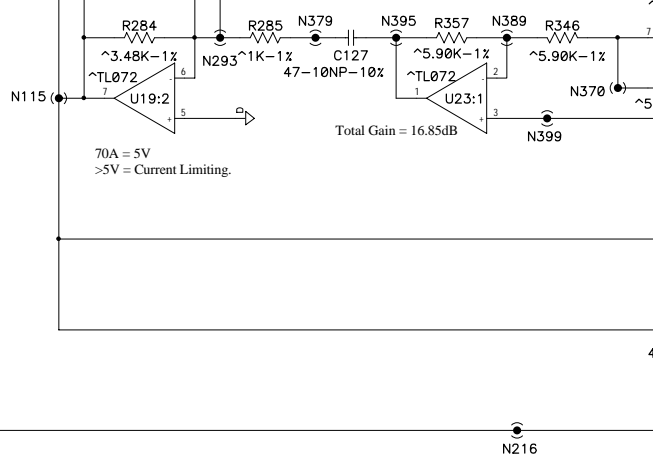 R284
R285
N379
N395
R357
N389
R346
7
^3.48K-1%
N293
^1K-1%
C127
^5.90K-1%
^5.90K-1%
47-10NP-10%
^TL072
6
-
^TL072
2
-
N370
N115
7
U19:2
1
U23:1
^5
5
+
D
3
+
N399
Total Gain = 16.85dB
70A = 5V
>5V = Current Limiting.
4
N216